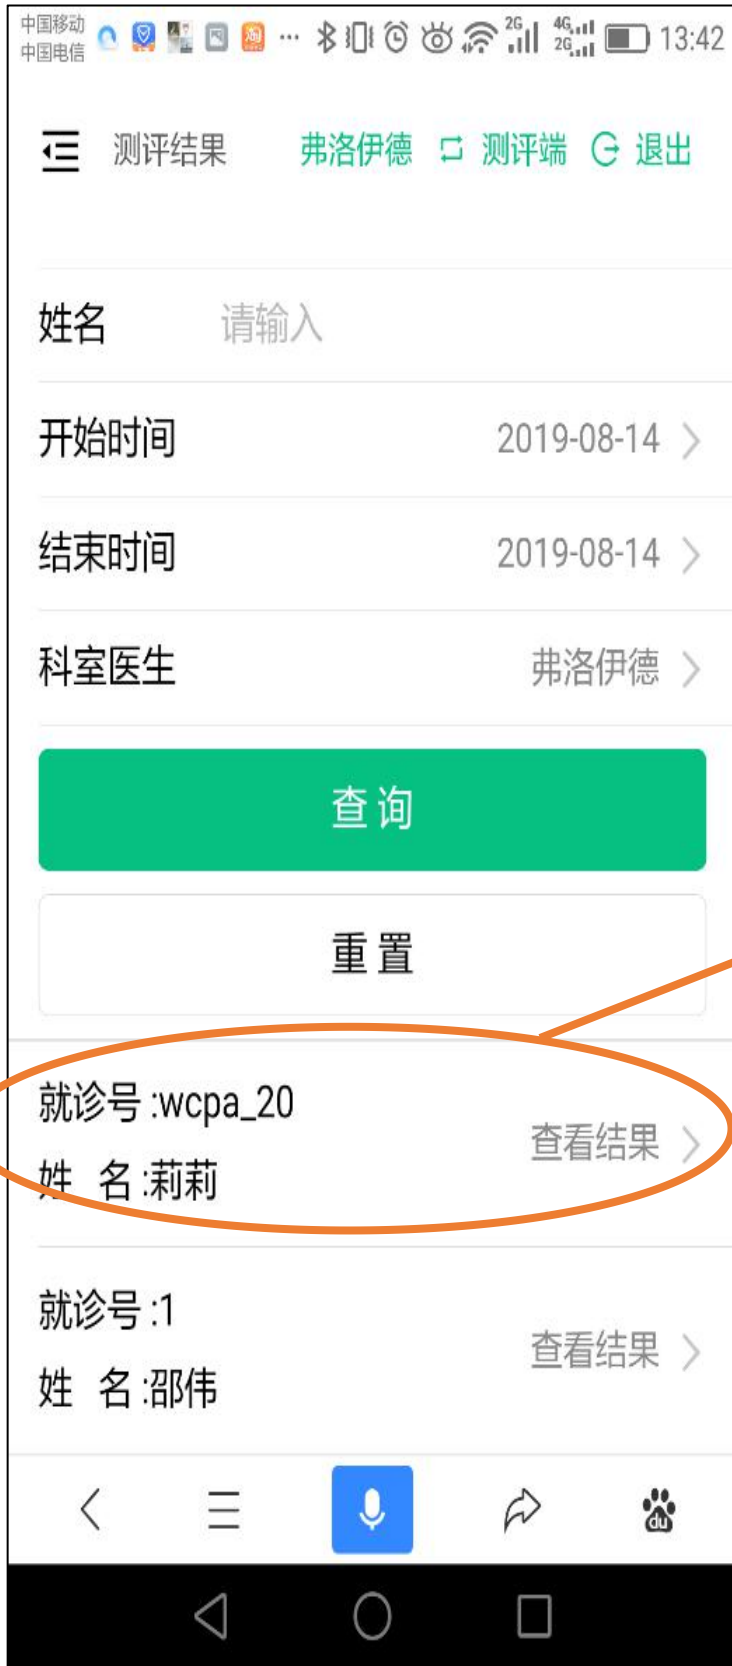 中国移动
中国电信
2G 4G 2G 13:42
测评结果 弗洛伊德 测评端 退出
姓名 请输入
开始时间 2019-08-14
结束时间 2019-08-14
科室医生 弗洛伊德
查询
重置
就诊号:wcpa_20
查看结果
姓 名:莉莉
就诊号:1
查看结果
姓 名:邵伟
du